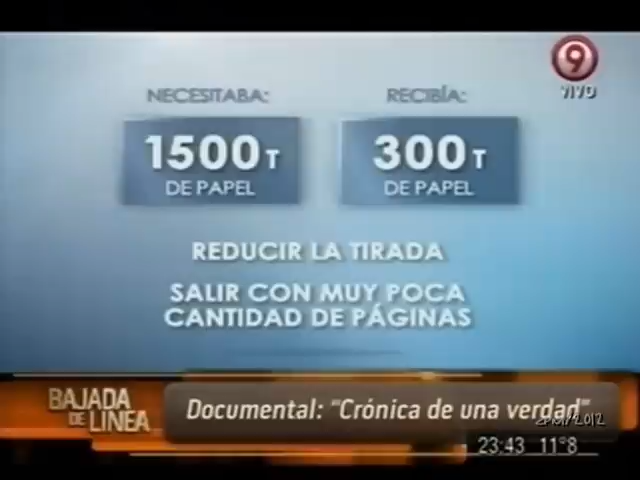 9
VIVO
NECESITABA:
1500 T
DE PAPEL
RECIBÍA:
300 T
DE PAPEL
REDUCIR LA TIRADA
SALIR CON MUY POCA
CANTIDAD DE PÁGINAS
BAJADA
DE LINEA
Documental: "Crónica de una verdad"
23:43 11°8